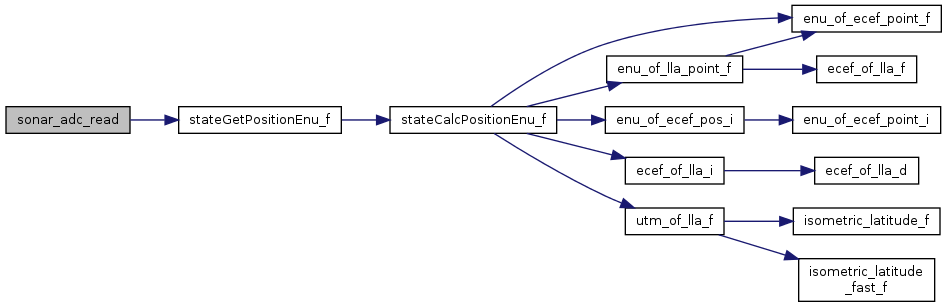 sonar_adc_read
stateGetPositionEnu_f
stateCalcPositionEnu_f
enu_of_ecef_point_f
enu_of_lla_point_f
ecef_of_lla_f
enu_of_ecef_pos_i
enu_of_ecef_point_i
ecef_of_lla_i
ecef_of_lla_d
utm_of_lla_f
isometric_latitude_f
isometric_latitude
_fast_f